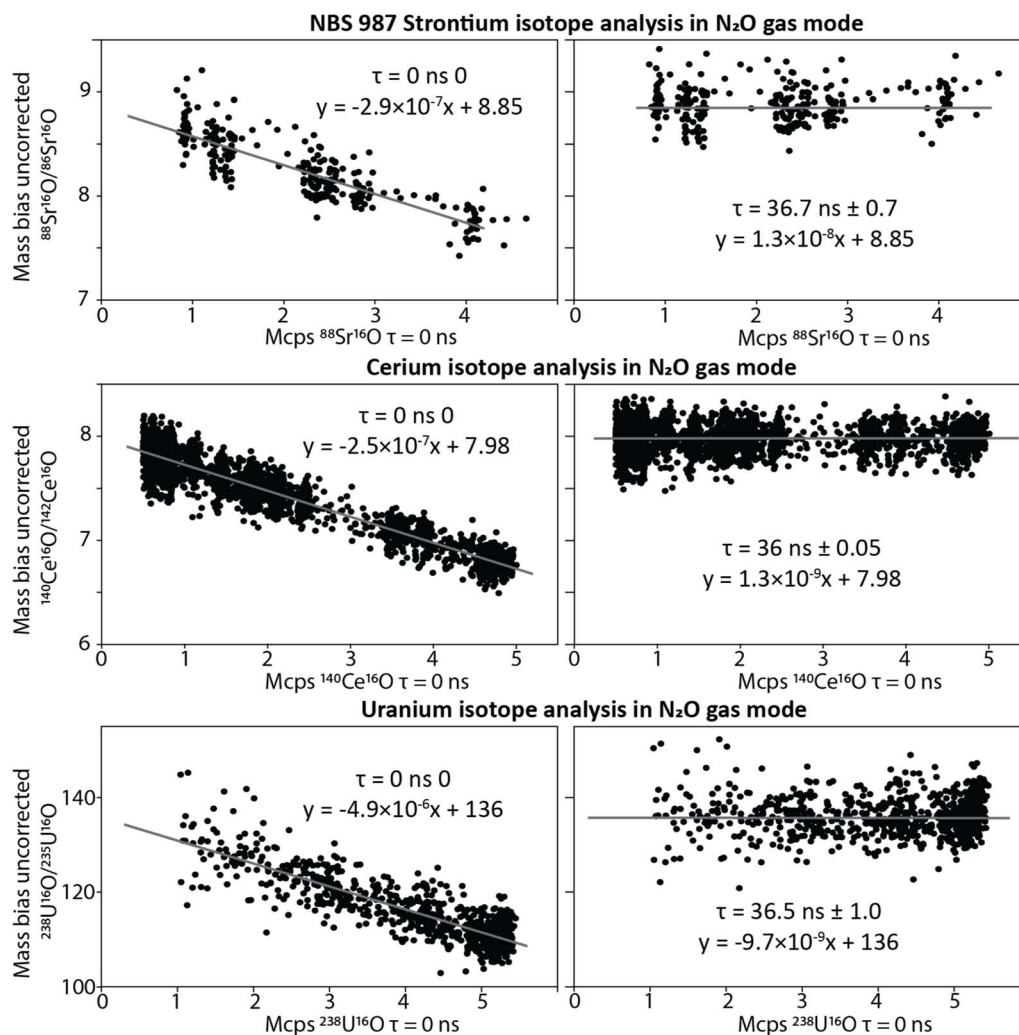 NBS 987 Strontium isotope analysis in N₂O gas mode
Mass bias uncorrected
⁸⁸Sr¹⁶O/⁸⁶Sr¹⁶O
9
8
7
τ = 0 ns 0
y = -2.9×10⁻⁷x + 8.85
1 2 3 4
Mcps ⁸⁸Sr¹⁶O τ = 0 ns
τ = 36.7 ns ± 0.7
y = 1.3×10⁻⁸x + 8.85
1 2 3 4
Mcps ⁸⁸Sr¹⁶O τ = 0 ns
Cerium isotope analysis in N₂O gas mode
Mass bias uncorrected
¹⁴⁰Ce¹⁶O/¹⁴²Ce¹⁶O
8
7
6
τ = 0 ns 0
y = -2.5×10⁻⁷x + 7.98
0 1 2 3 4 5
Mcps ¹⁴⁰Ce¹⁶O τ = 0 ns
τ = 36 ns ± 0.05
y = 1.3×10⁻⁹x + 7.98
0 1 2 3 4 5
Mcps ¹⁴⁰Ce¹⁶O τ = 0 ns
Uranium isotope analysis in N₂O gas mode
Mass bias uncorrected
²³⁸U¹⁶O/²³⁵U¹⁶O
140
120
100
τ = 0 ns 0
y = -4.9×10⁻⁶x + 136
1 2 3 4 5
Mcps ²³⁸U¹⁶O τ = 0 ns
τ = 36.5 ns ± 1.0
y = -9.7×10⁻⁹x + 136
0 1 2 3 4 5
Mcps ²³⁸U¹⁶O τ = 0 ns